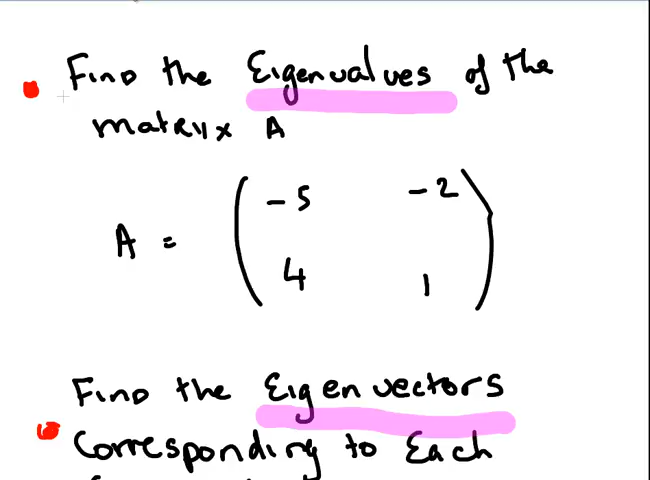 Find the Eigenvalues of the
matrix A
A = ( -5 -2
4 1 )
Find the Eigenvectors
Corresponding to Each